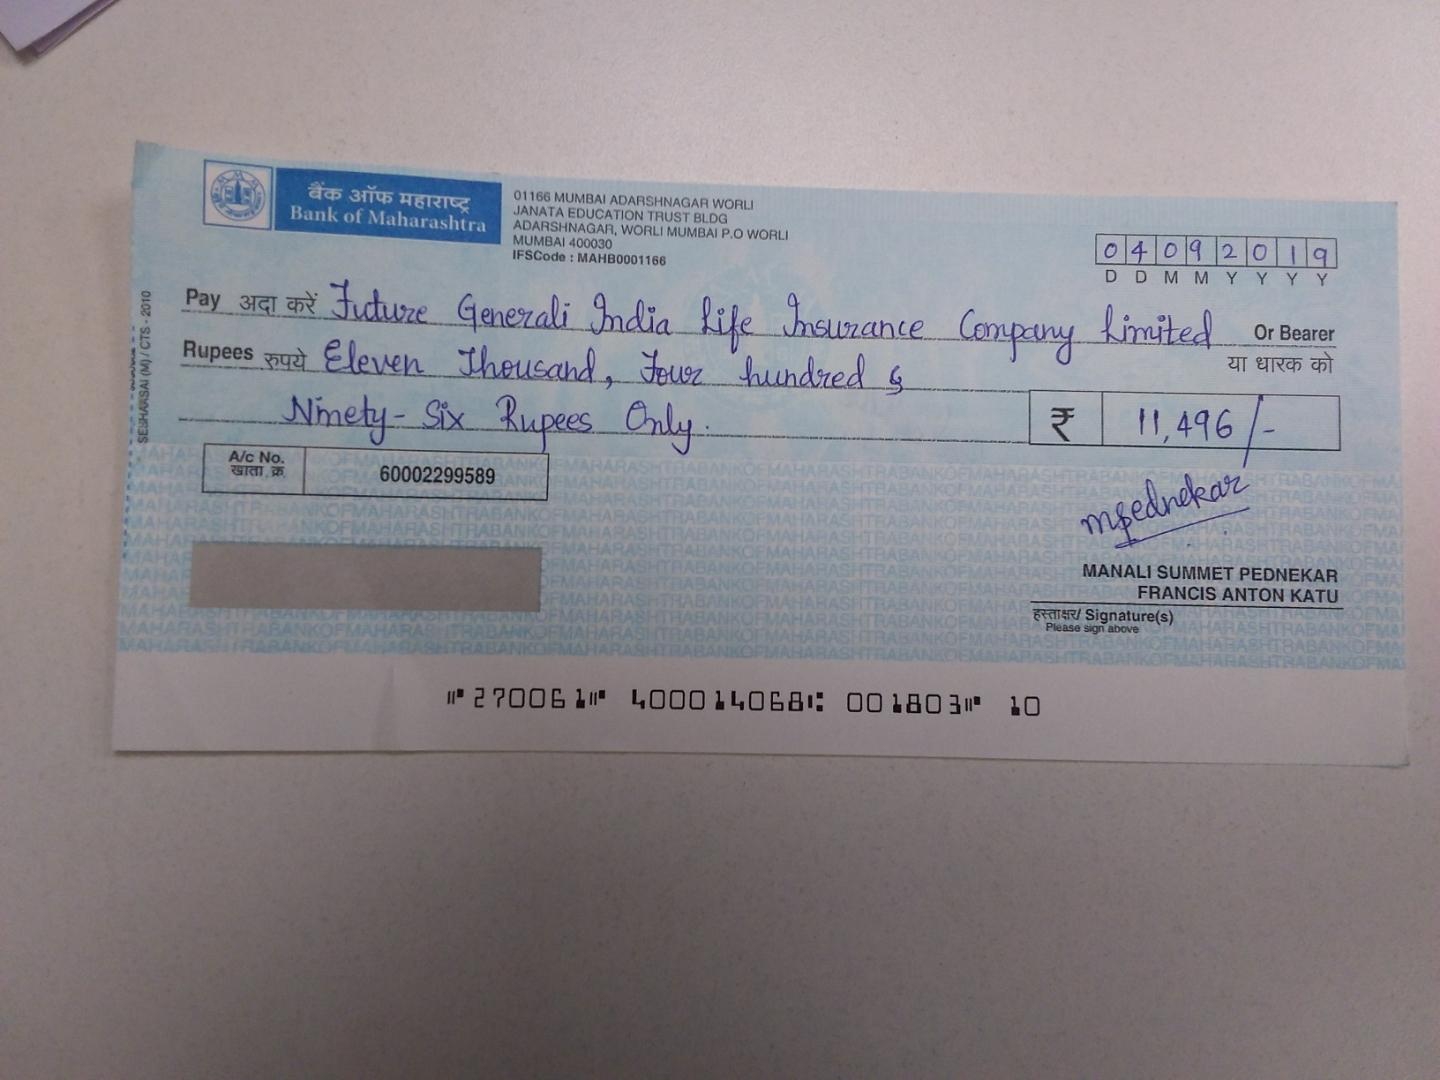 बैंक ऑफ महाराष्ट्र
Bank of Maharashtra
01166 MUMBAI ADARSHNAGAR WORLI
JANATA EDUCATION TRUST BLDG
ADARSHNAGAR, WORLI MUMBAI P.O WORLI
MUMBAI 400030
IFSCode : MAHB0001166
0 4 0 9 2 0 1 9
D D M M Y Y Y Y
Pay अदा करें Future Generali India Life Insurance Company Limited Or Bearer
या धारक को
Rupees रुपये Eleven Thousand, Four hundred &
Ninety-Six Rupees Only.
₹ 11,496/-
A/c No.
खाता क्र.
60002299589
mpednekar
MANALI SUMMET PEDNEKAR
FRANCIS ANTON KATU
हस्ताक्षर/ Signature(s)
Please sign above
⑈270061⑈ 400014068⑆ 001803⑈ 10
SESHAASAI (M) / CTS - 2010